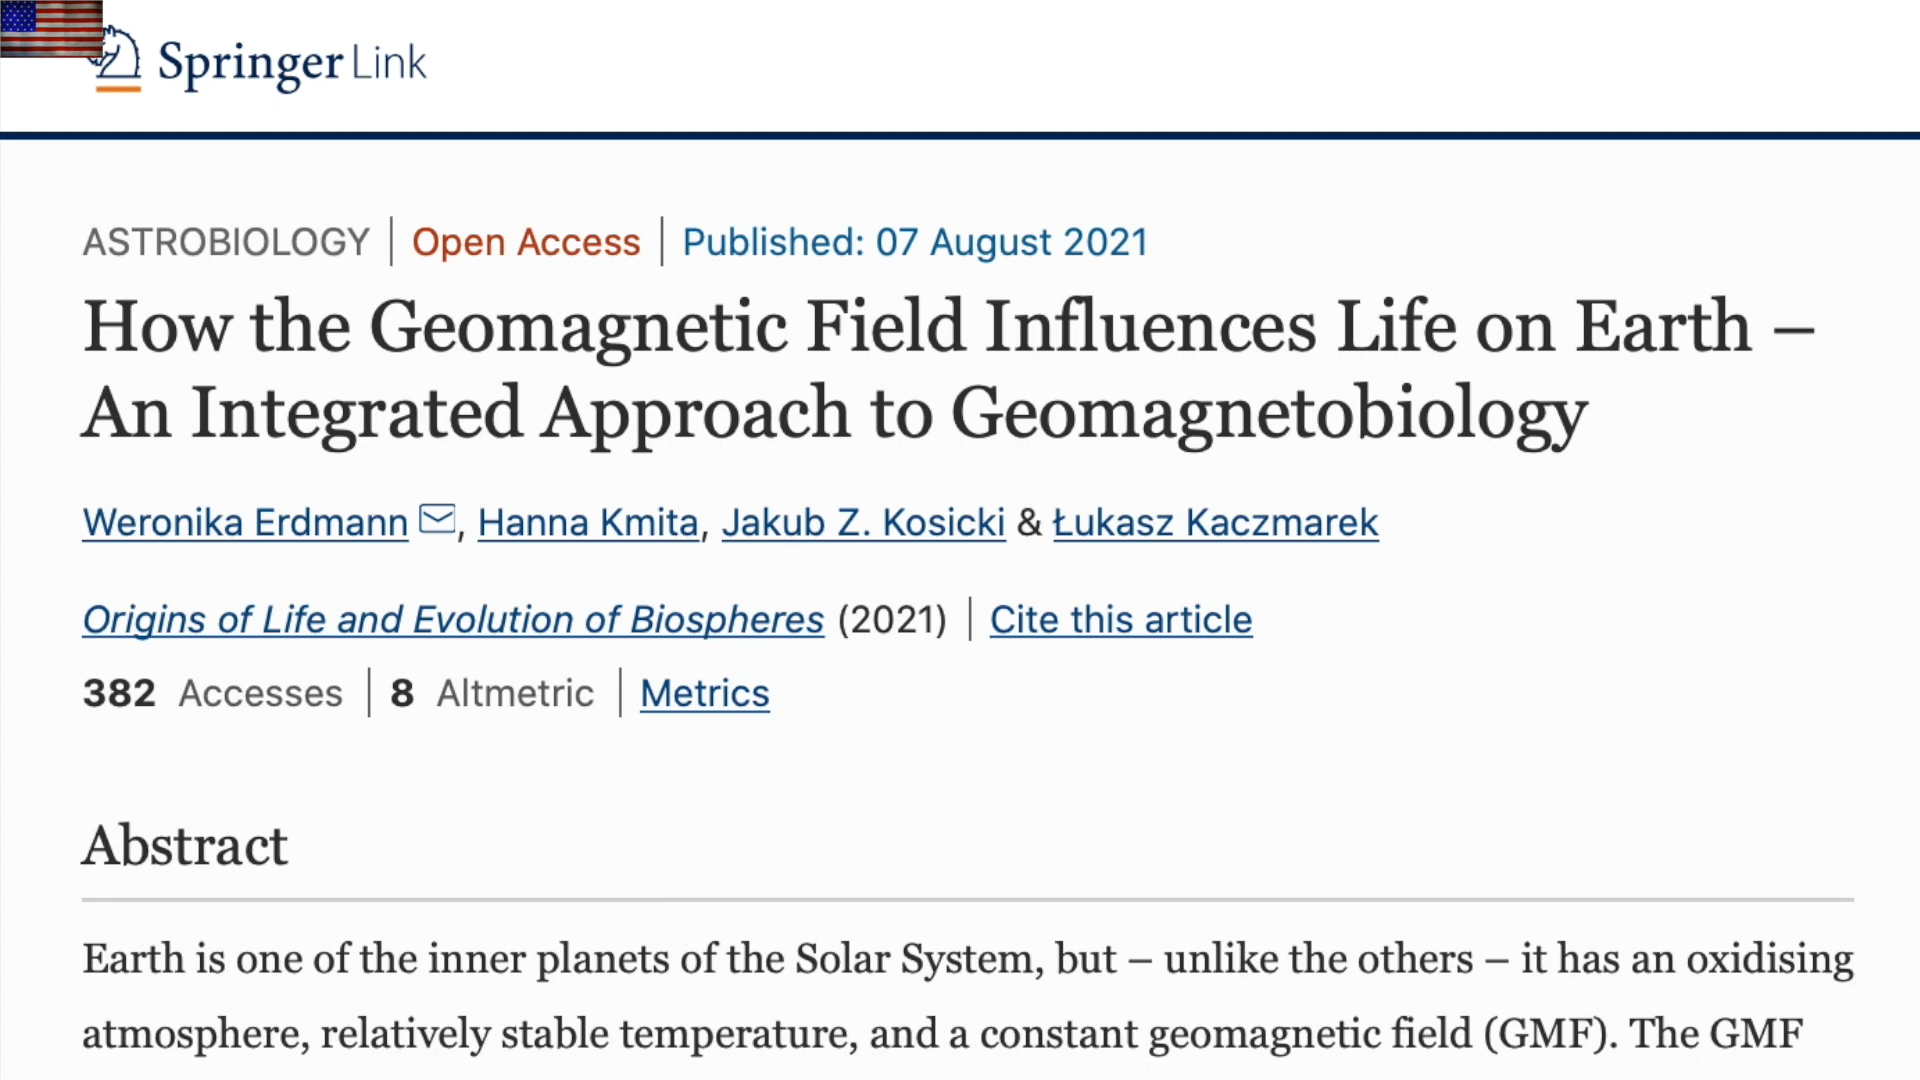 Springer Link
ASTROBIOLOGY | Open Access | Published: 07 August 2021
How the Geomagnetic Field Influences Life on Earth –
An Integrated Approach to Geomagnetobiology
Weronika Erdmann, Hanna Kmita, Jakub Z. Kosicki & Łukasz Kaczmarek
Origins of Life and Evolution of Biospheres (2021) | Cite this article
382 Accesses | 8 Altmetric | Metrics
Abstract
Earth is one of the inner planets of the Solar System, but – unlike the others – it has an oxidising
atmosphere, relatively stable temperature, and a constant geomagnetic field (GMF). The GMF